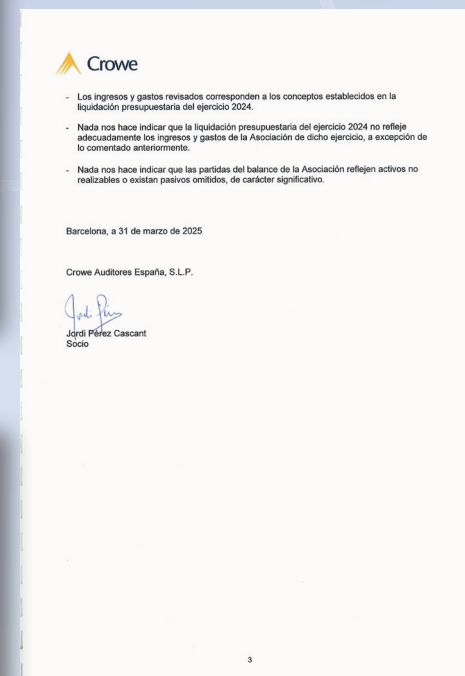 Crowe
- Los ingresos y gastos revisados corresponden a los conceptos establecidos en la
liquidación presupuestaria del ejercicio 2024.
- Nada nos hace indicar que la liquidación presupuestaria del ejercicio 2024 no refleje
adecuadamente los ingresos y gastos de la Asociación de dicho ejercicio, a excepción de
lo comentado anteriormente.
- Nada nos hace indicar que las partidas del balance de la Asociación reflejen activos no
realizables o existan pasivos omitidos, de carácter significativo.
Barcelona, a 31 de marzo de 2025
Crowe Auditores España, S.L.P.
Jordi Pérez Cascant
Socio
3